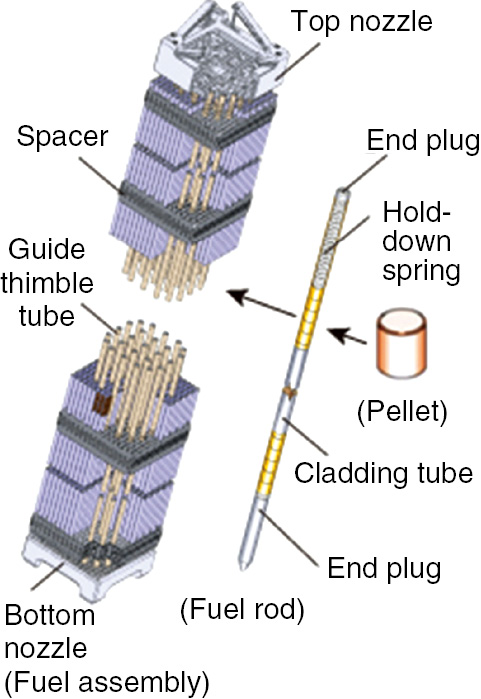 Top nozzle
Spacer
End plug
Hold-
down
spring
Guide
thimble
tube
(Pellet)
Cladding tube
End plug
(Fuel rod)
Bottom
nozzle
(Fuel assembly)